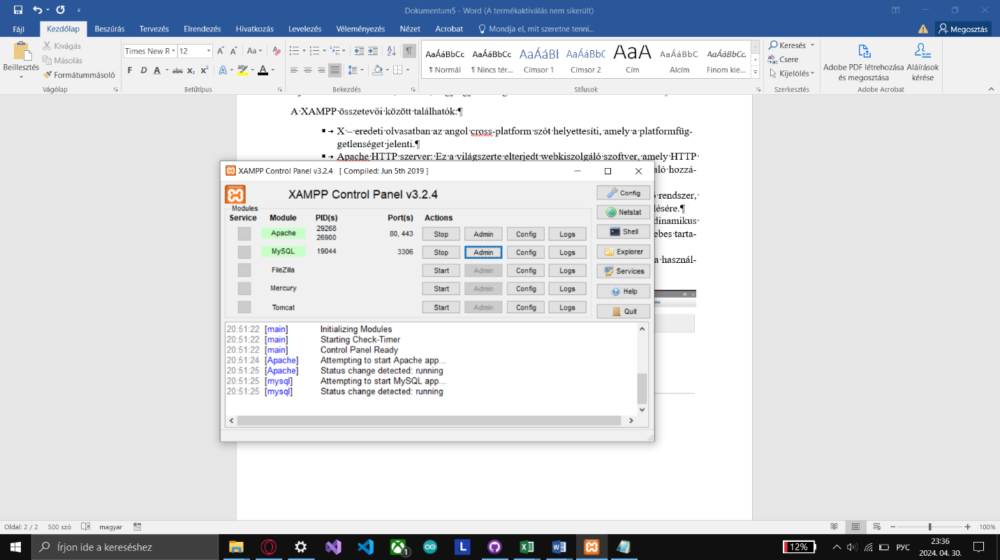 Dokumentum5 - Word (A termékaktiválás nem sikerült)
Fájl Kezdőlap Beszúrás Tervezés Elrendezés Hivatkozás Levelezés Véleményezés Nézet Acrobat Mondja el, mit szeretne tenni... Megosztás
Beillesztés
Kivágás
Másolás
Formátummásoló
Vágólap
Times New R 12
Betűtípus
Bekezdés
AaÁáBbCc AaÁáBbCc AaÁáBl AaÁáBbC AaA AaÁáBbC AaÁáBbCc.
¶ Normál ¶ Nincs tér... Címsor 1 Címsor 2 Cím Alcím Finom kie...
Stílusok
Keresés
Csere
Kijelölés
Szerkesztés
Adobe PDF létrehozása és megosztása
Aláírások kérése
Adobe Acrobat
A·XAMPP·összetevői·között·találhatók:¶
X·–·eredeti·olvasatban·az·angol·cross-platform·szót·helyettesíti,·amely·a·platformfüg-
getlenséget·jelenti.¶
Apache·HTTP·szerver:·Ez·a·világszerte·elterjedt·webkiszolgáló·szoftver,·amely·HTTP
aló·hozzá-
rendszer,·
ésére.¶
dinamikus
ebes·tarta-
a·használ-
XAMPP Control Panel v3.2.4 [ Compiled: Jun 5th 2019 ]
XAMPP Control Panel v3.2.4
Modules
Service Module PID(s) Port(s) Actions
Apache 29268 26900 80, 443 Stop Admin Config Logs
MySQL 19044 3306 Stop Admin Config Logs
FileZilla Start Admin Config Logs
Mercury Start Admin Config Logs
Tomcat Start Admin Config Logs
Config
Netstat
Shell
Explorer
Services
Help
Quit
20:51:22 [main] Initializing Modules
20:51:22 [main] Starting Check-Timer
20:51:22 [main] Control Panel Ready
20:51:24 [Apache] Attempting to start Apache app...
20:51:25 [Apache] Status change detected: running
20:51:25 [mysql] Attempting to start MySQL app...
20:51:25 [mysql] Status change detected: running
Oldal: 2 / 2 500 szó magyar 100%
Írjon ide a kereséshez
12% РУС 23:36
2024. 04. 30.